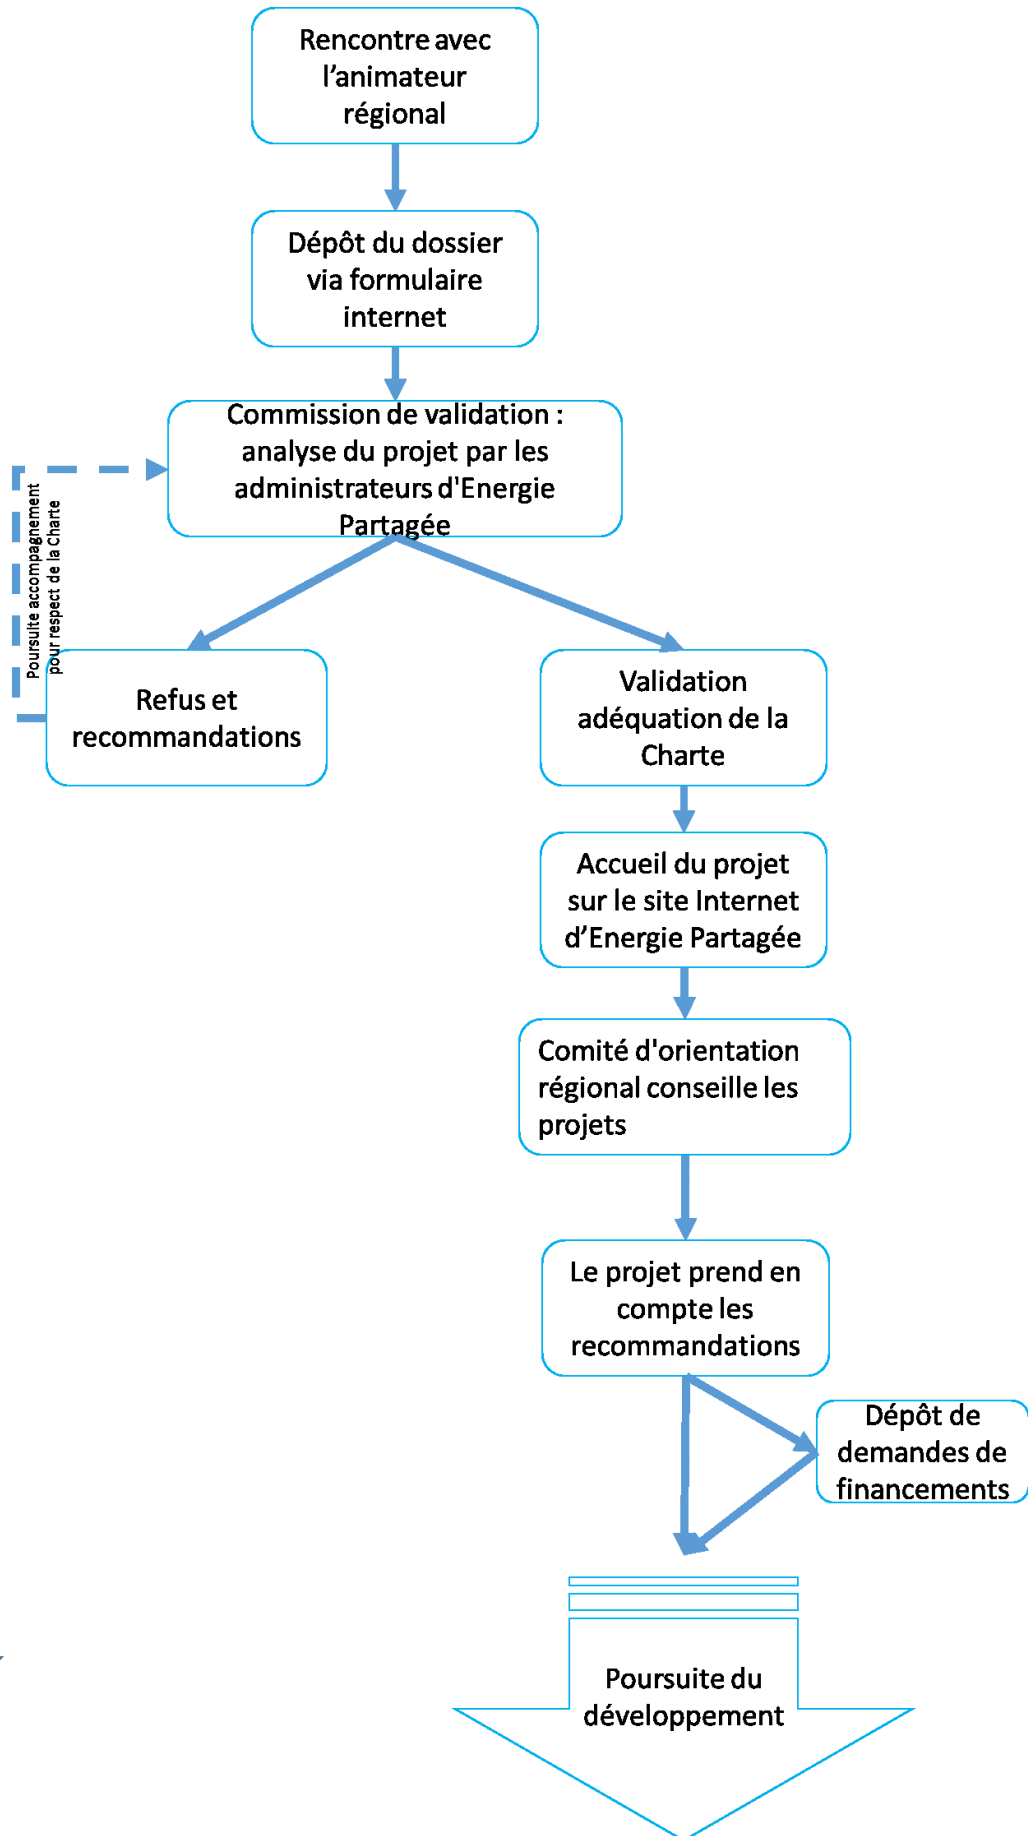 Rencontre avec
l’animateur
régional
Dépôt du dossier
via formulaire
internet
Commission de validation :
analyse du projet par les
administrateurs d'Energie
Partagée
Poursuite accompagnement
pour respect de la Charte
Refus et
recommandations
Validation
adéquation de la
Charte
Accueil du projet
sur le site Internet
d’Energie Partagée
Comité d'orientation
régional conseille les
projets
Le projet prend en
compte les
recommandations
Dépôt de
demandes de
financements
Poursuite du
développement